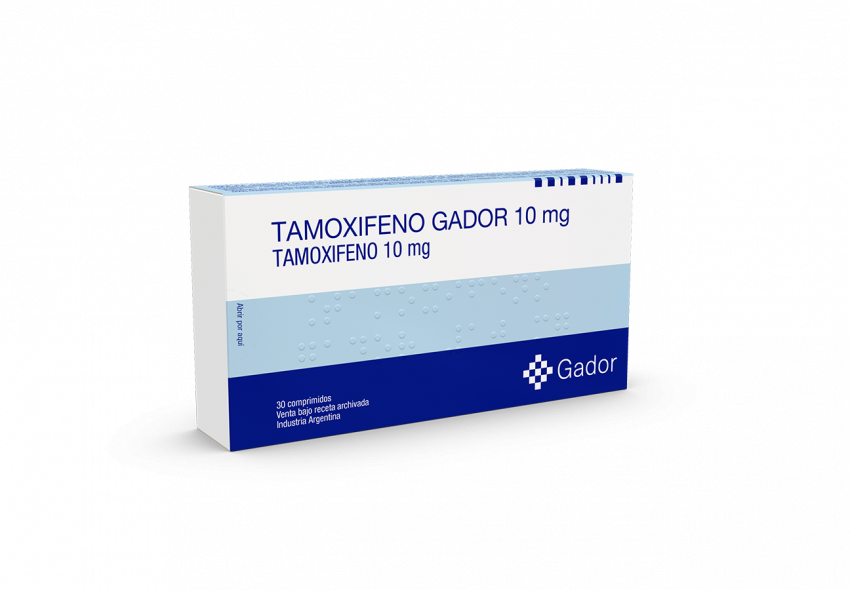 TAMOXIFENO GADOR 10 mg
TAMOXIFENO 10 mg
Abrir por aquí
30 comprimidos
Venta bajo receta archivada
Industria Argentina
Gador